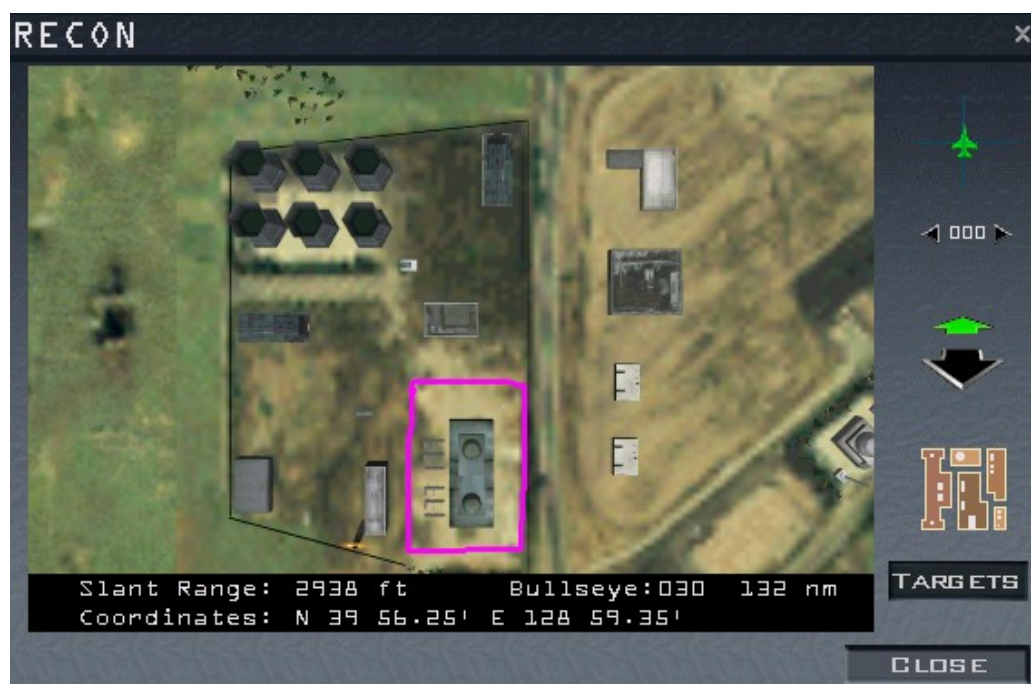 RECON
000
TARGETS
Slant Range: 2938 ft Bullseye:030 132 nm
Coordinates: N 39 56.25' E 128 59.35'
CLOSE